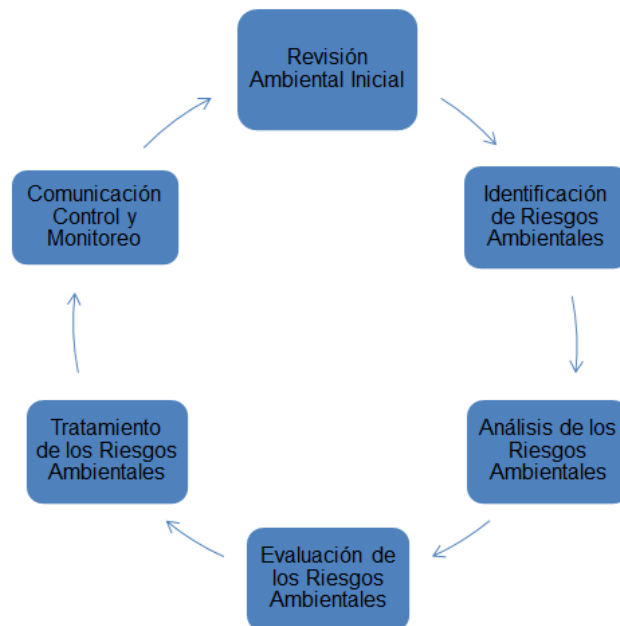 Revisión
Ambiental Inicial
Identificación
de Riesgos
Ambientales
Análisis de los
Riesgos
Ambientales
Evaluación de
los Riesgos
Ambientales
Tratamiento
de los Riesgos
Ambientales
Comunicación
Control y
Monitoreo